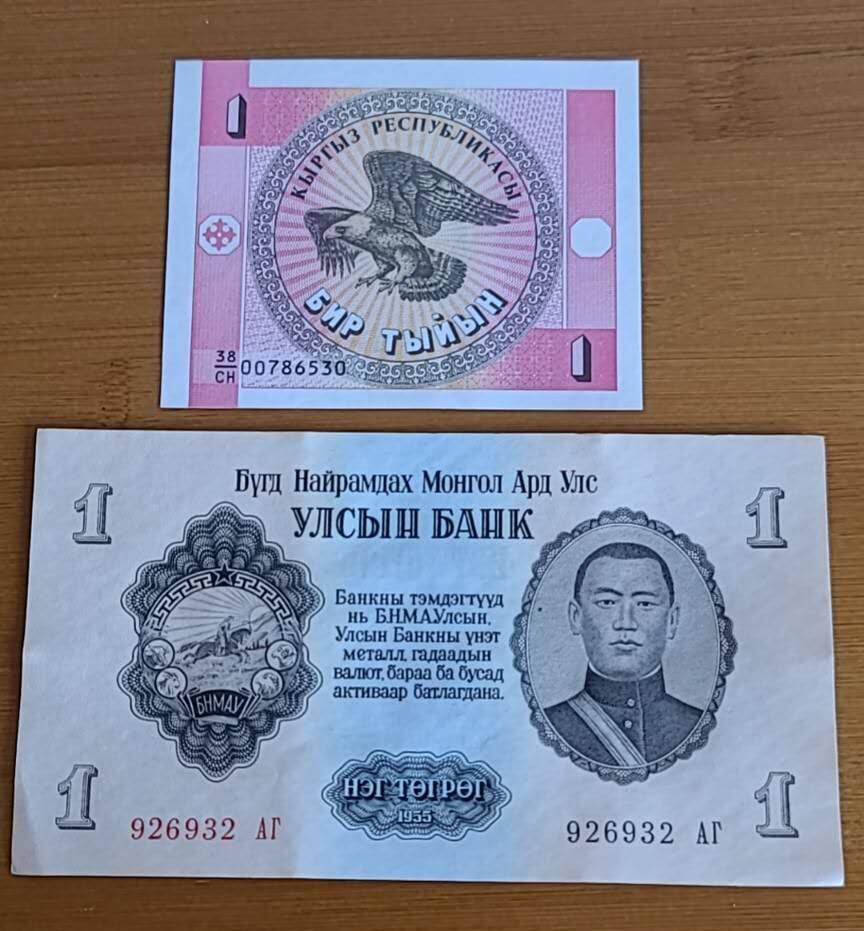 1
КЫРГЫЗ РЕСПУБЛИКАСЫ
БИР ТЫЙЫН
38
СН 00786530
1
Бүгд Найрамдах Монгол Ард Улс
1 УЛСЫН БАНК 1
Банкны тэмдэгтүүд
нь Б.Н.М.А.Улсын,
Улсын Банкны үнэт
металл, гадаадын
валют, бараа ба бусад
активаар батлагдана.
БНМАУ
НЭГ ТӨГРӨГ
1955
1 1
926932 АГ 926932 АГ